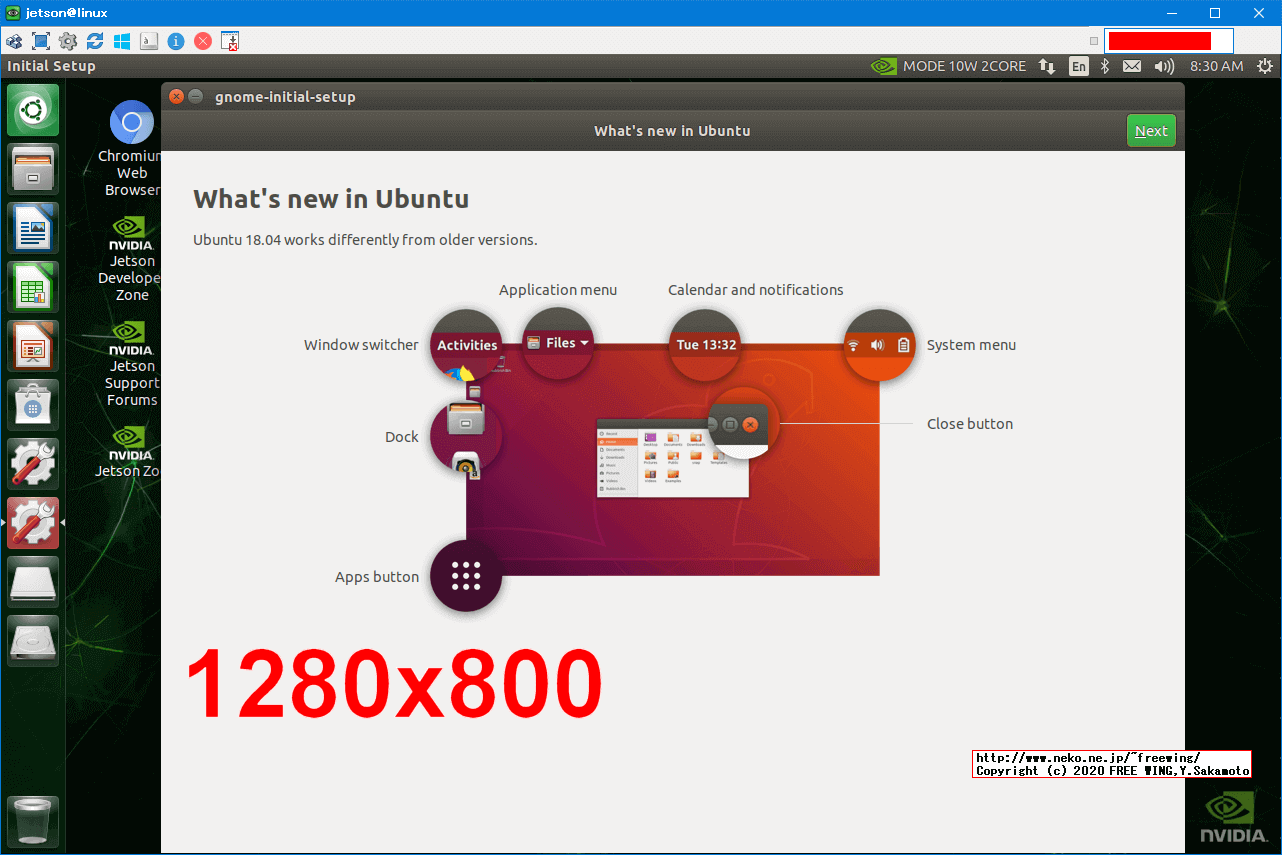 jetson@linux
Initial Setup
MODE 10W 2CORE
En
8:30 AM
gnome-initial-setup
What's new in Ubuntu
Next
Chromium
Web
Browser
NVIDIA.
Jetson
Develope
Zone
NVIDIA.
Jetson
Support
Forums
NVIDIA.
Jetson Zo
What's new in Ubuntu
Ubuntu 18.04 works differently from older versions.
Application menu
Calendar and notifications
Window switcher
Activities
Files
Tue 13:32
System menu
Dock
Close button
Apps button
1280x800
http://www.neko.ne.jp/~freewing/
Copyright (c) 2020 FREE WING,Y.Sakamoto
NVIDIA.